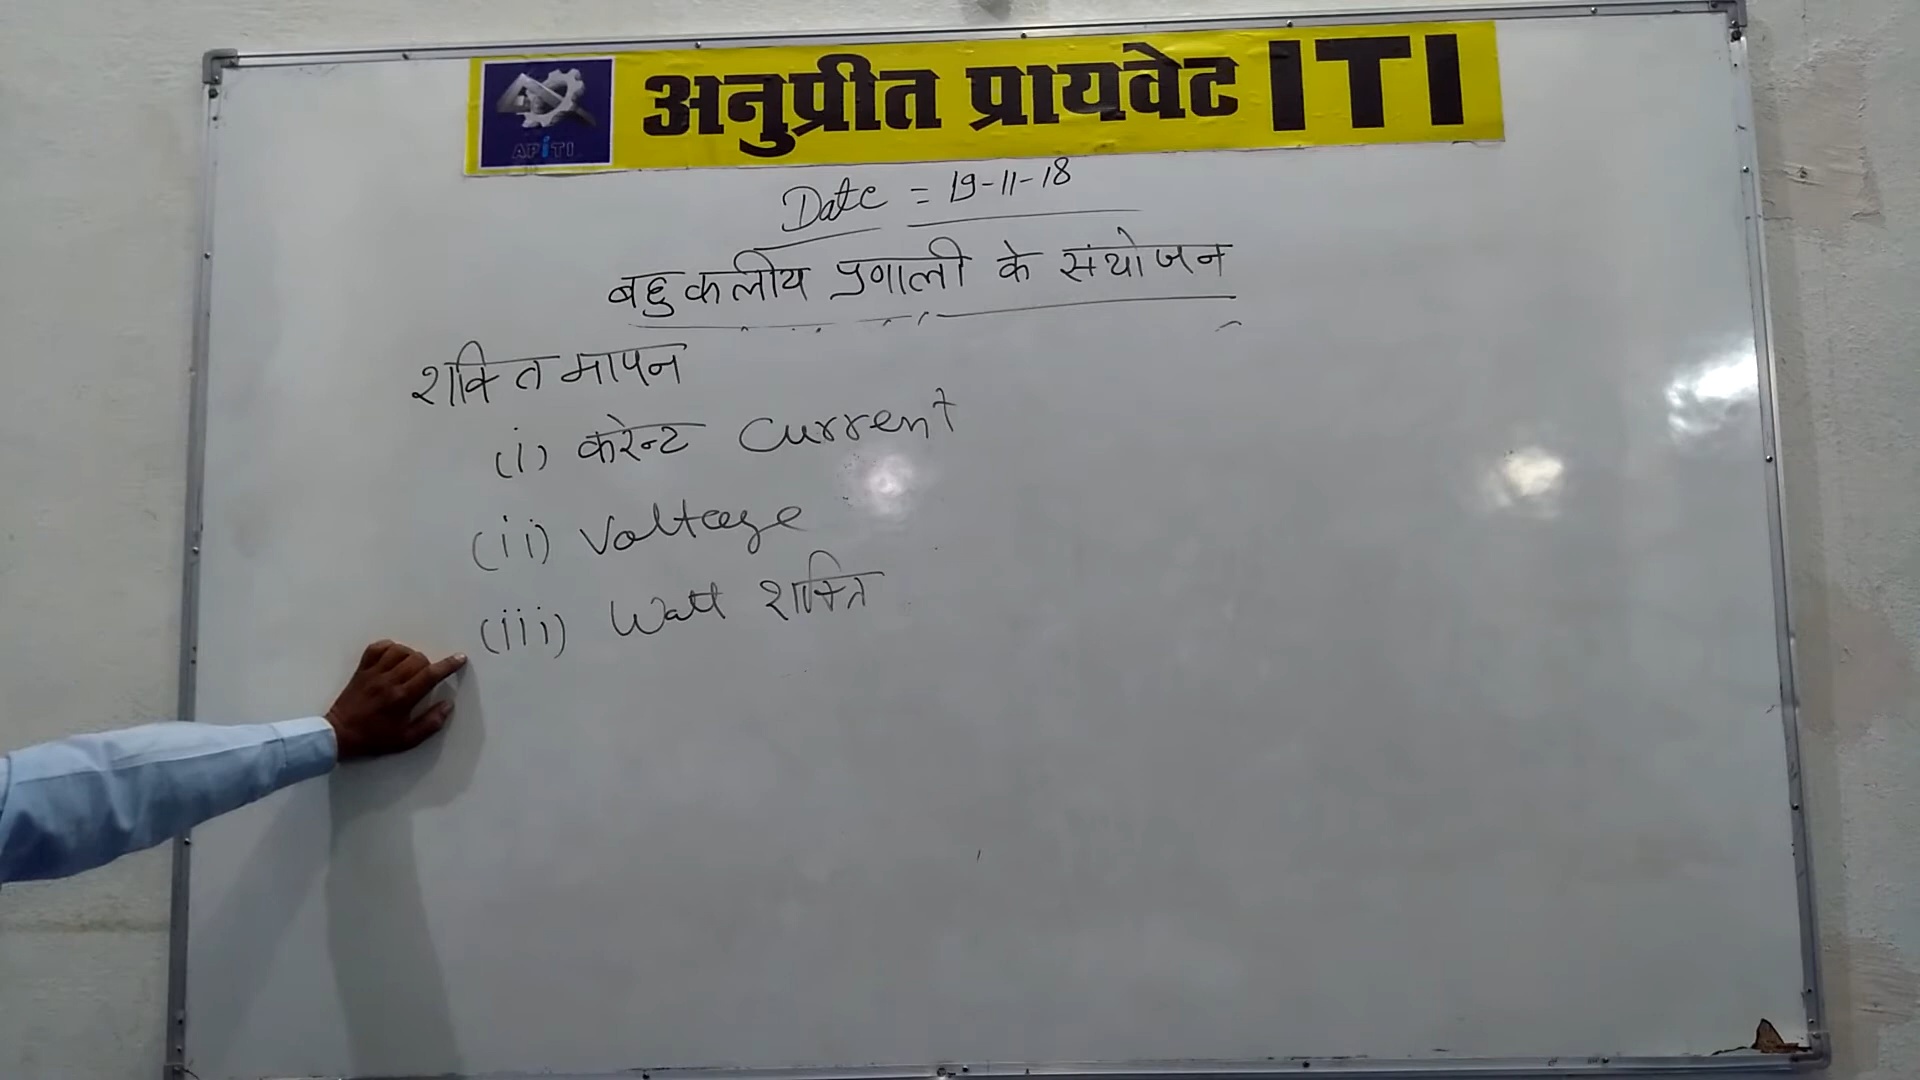 APiTI
अनुप्रीत प्रायवेट ITI
Date = 19-11-18
बहुकलीय प्रणाली के संयोजन
शक्ति मापन
(i) करेन्ट Current
(ii) Voltage
(iii) Watt शक्ति